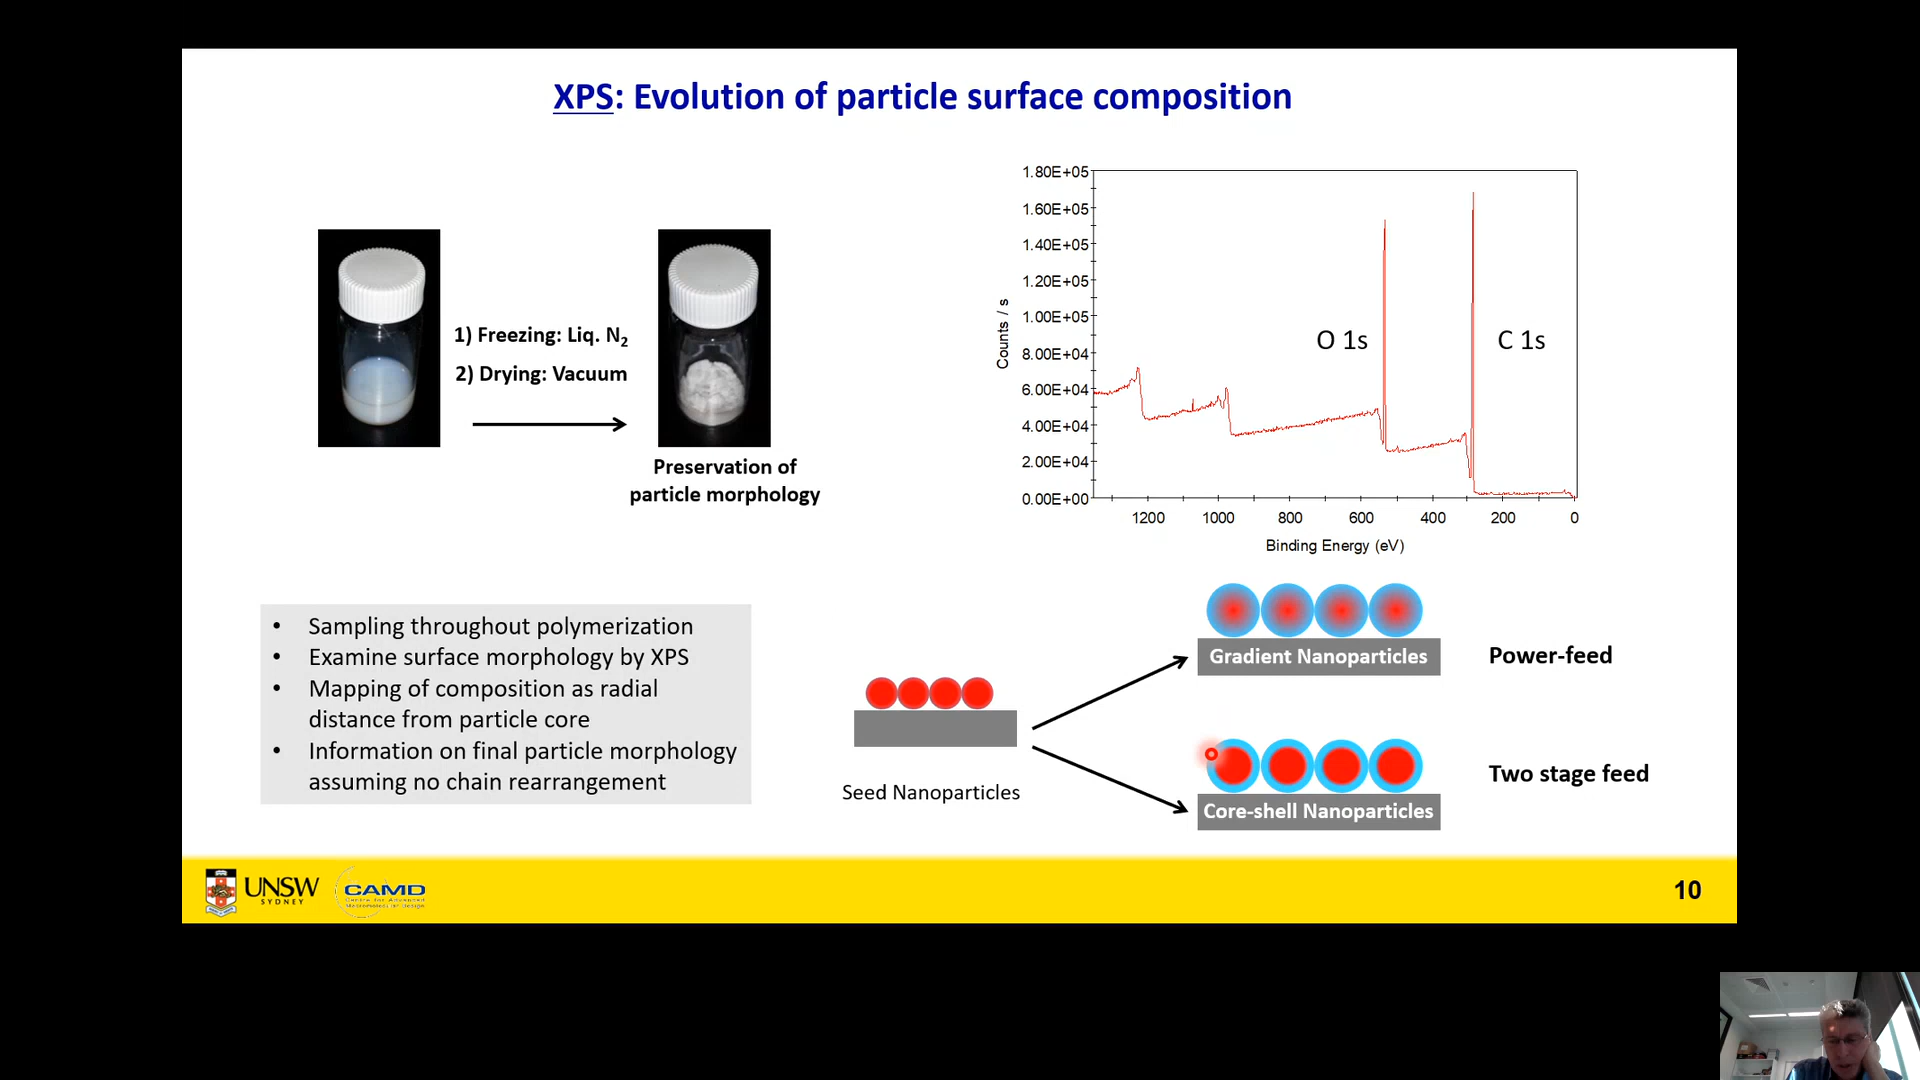 XPS: Evolution of particle surface composition
1) Freezing: Liq. N2
2) Drying: Vacuum
Preservation of
particle morphology
1.80E+05
1.60E+05
1.40E+05
1.20E+05
1.00E+05
8.00E+04
6.00E+04
4.00E+04
2.00E+04
0.00E+00
Counts / s
O 1s
C 1s
1200 1000 800 600 400 200 0
Binding Energy (eV)
• Sampling throughout polymerization
• Examine surface morphology by XPS
• Mapping of composition as radial
distance from particle core
• Information on final particle morphology
assuming no chain rearrangement
Seed Nanoparticles
Gradient Nanoparticles
Power-feed
Core-shell Nanoparticles
Two stage feed
UNSW
SYDNEY
CAMD
Centre for Advanced
Macromolecular Design
10